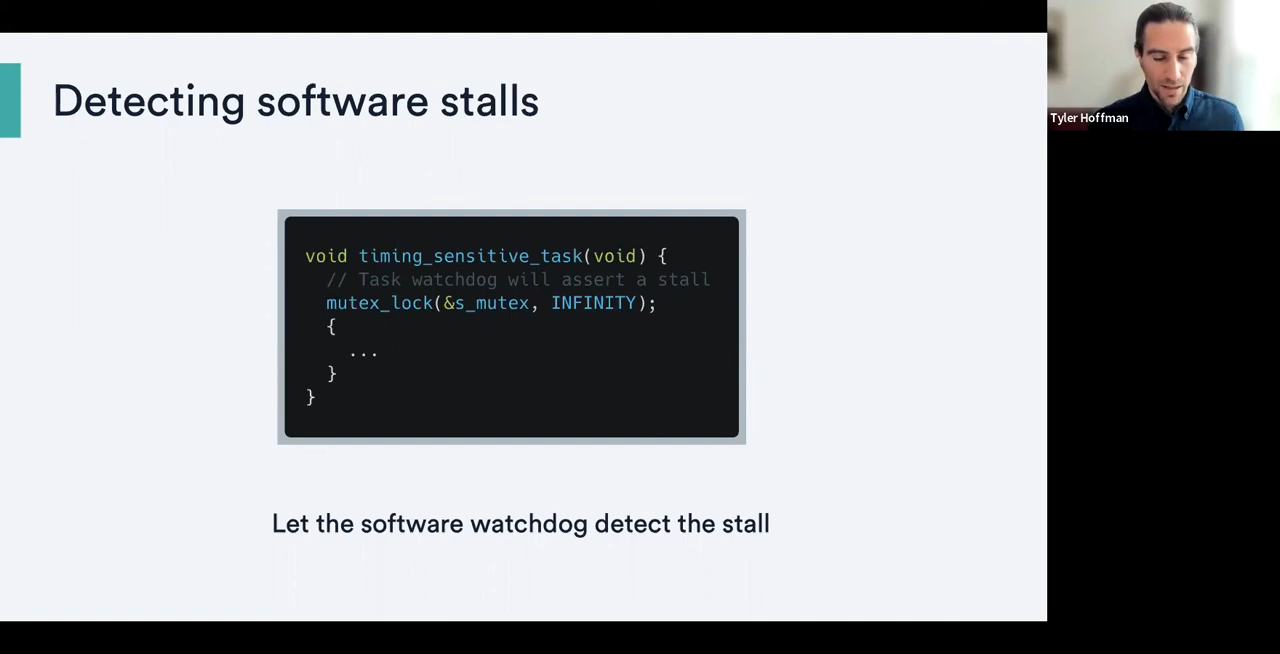 Detecting software stalls
Tyler Hoffman
void timing_sensitive_task(void) {
  // Task watchdog will assert a stall
  mutex_lock(&s_mutex, INFINITY);
  {
    ...
  }
}
Let the software watchdog detect the stall